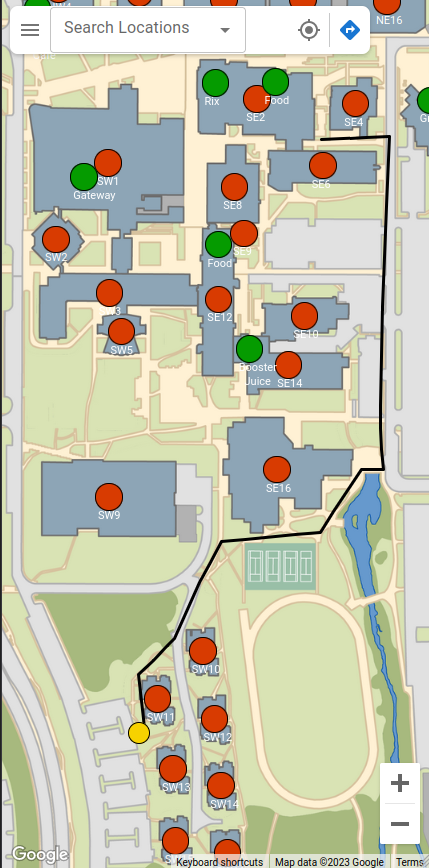 NE16
Search Locations
Rix
Food
SE2
SE4
SW1
Gateway
SE6
SE8
SW2
SE9
Food
SE12
SE10
SW5
Booster
Juice
SE14
SE16
SW9
SW10
SW11
SW12
SW13
SW14
+
−
Google
Keyboard shortcuts
Map data ©2023 Google
Terms